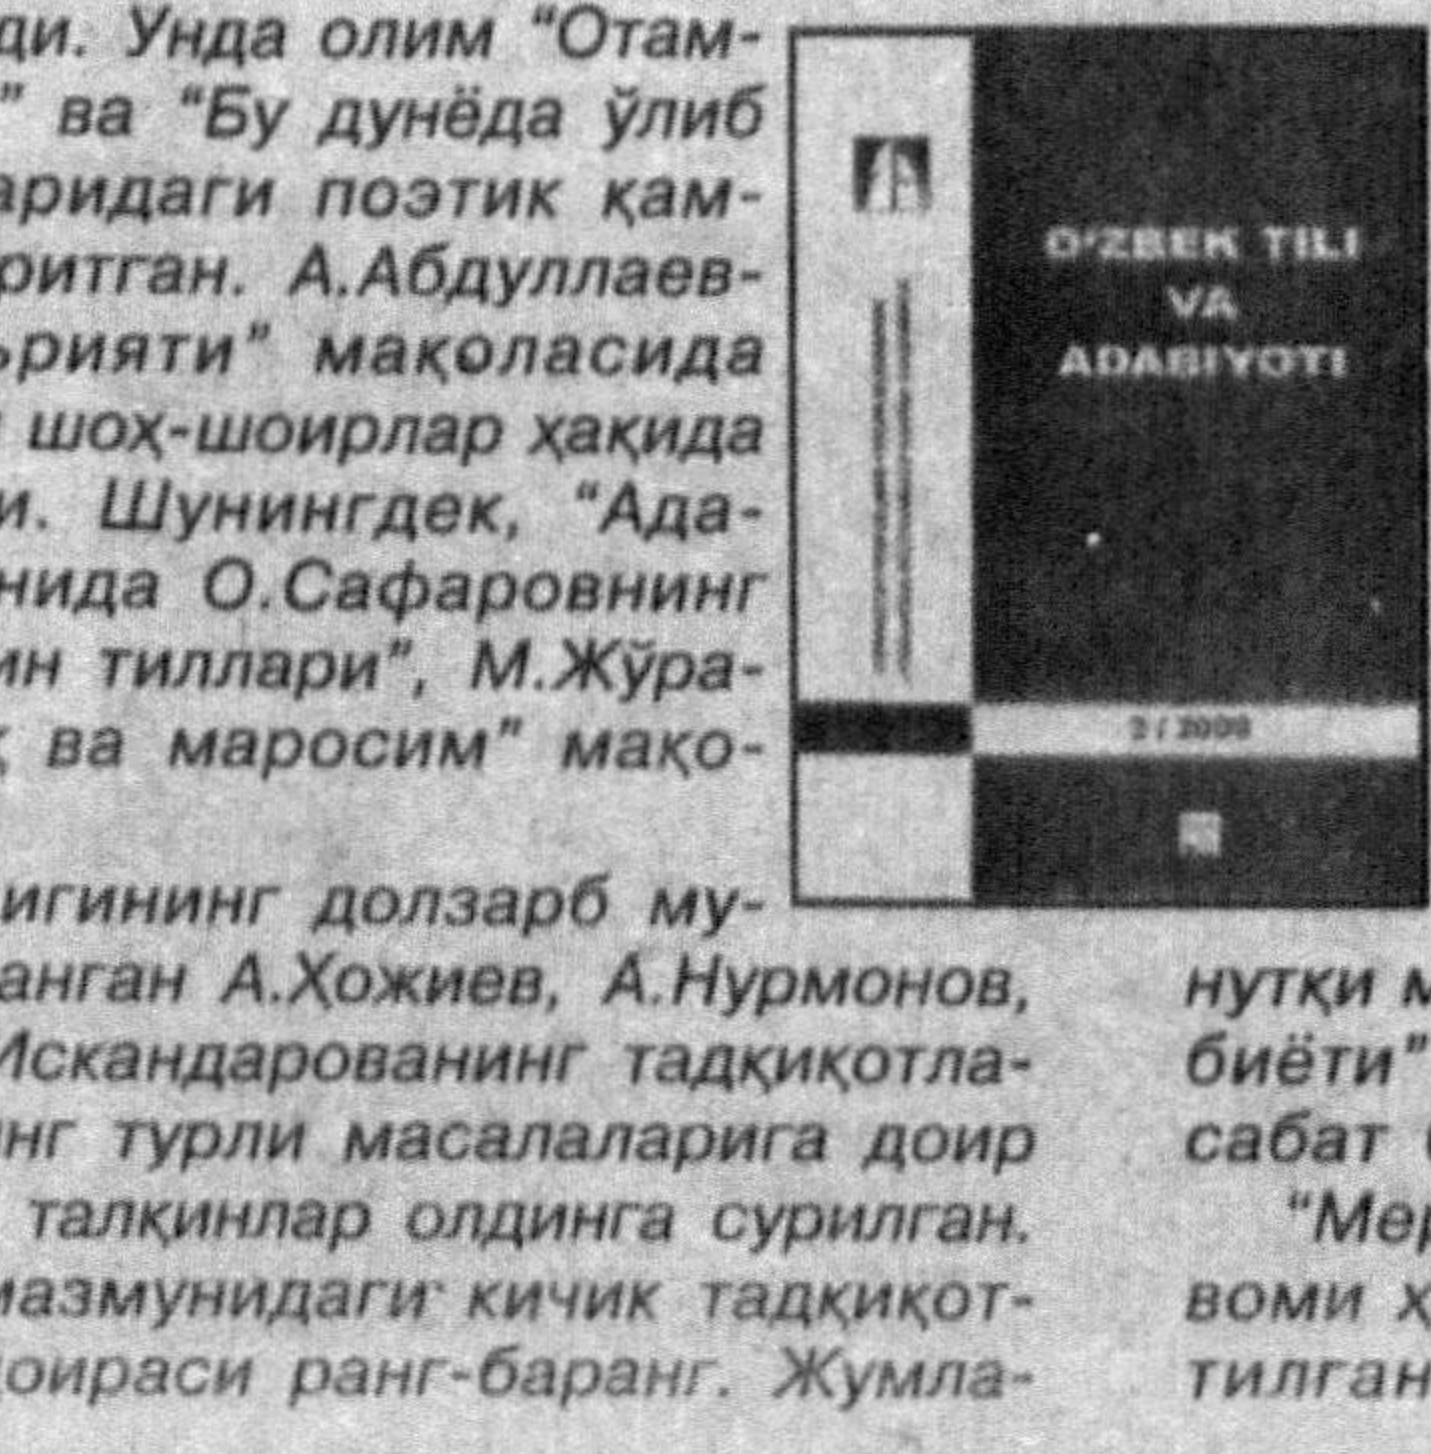 ди. Унда олим “Отам-
” ва “Бу дунёда ўлиб
аридаги поэтик қам-
ритган. А.Абдуллаев-
ърияти” мақоласида
шоҳ-шоирлар ҳақида
и. Шунингдек, “Ада-
нида О.Сафаровнинг
ин тиллари”, М.Жўра-
ва маросим” мақо-
игининг долзарб му-
анган А.Ҳожиев, А.Нурмонов,
Искандарованинг тадқиқотла-
нг турли масалаларига доир
талқинлар олдинга сурилган.
мазмунидаги кичик тадқиқот-
доираси ранг-баранг. Жумла-
O‘ZBEK TILI
VA
ADABIYOTI
нутқи м
биёти”
сабат
“Мер
воми ҳ
тилган